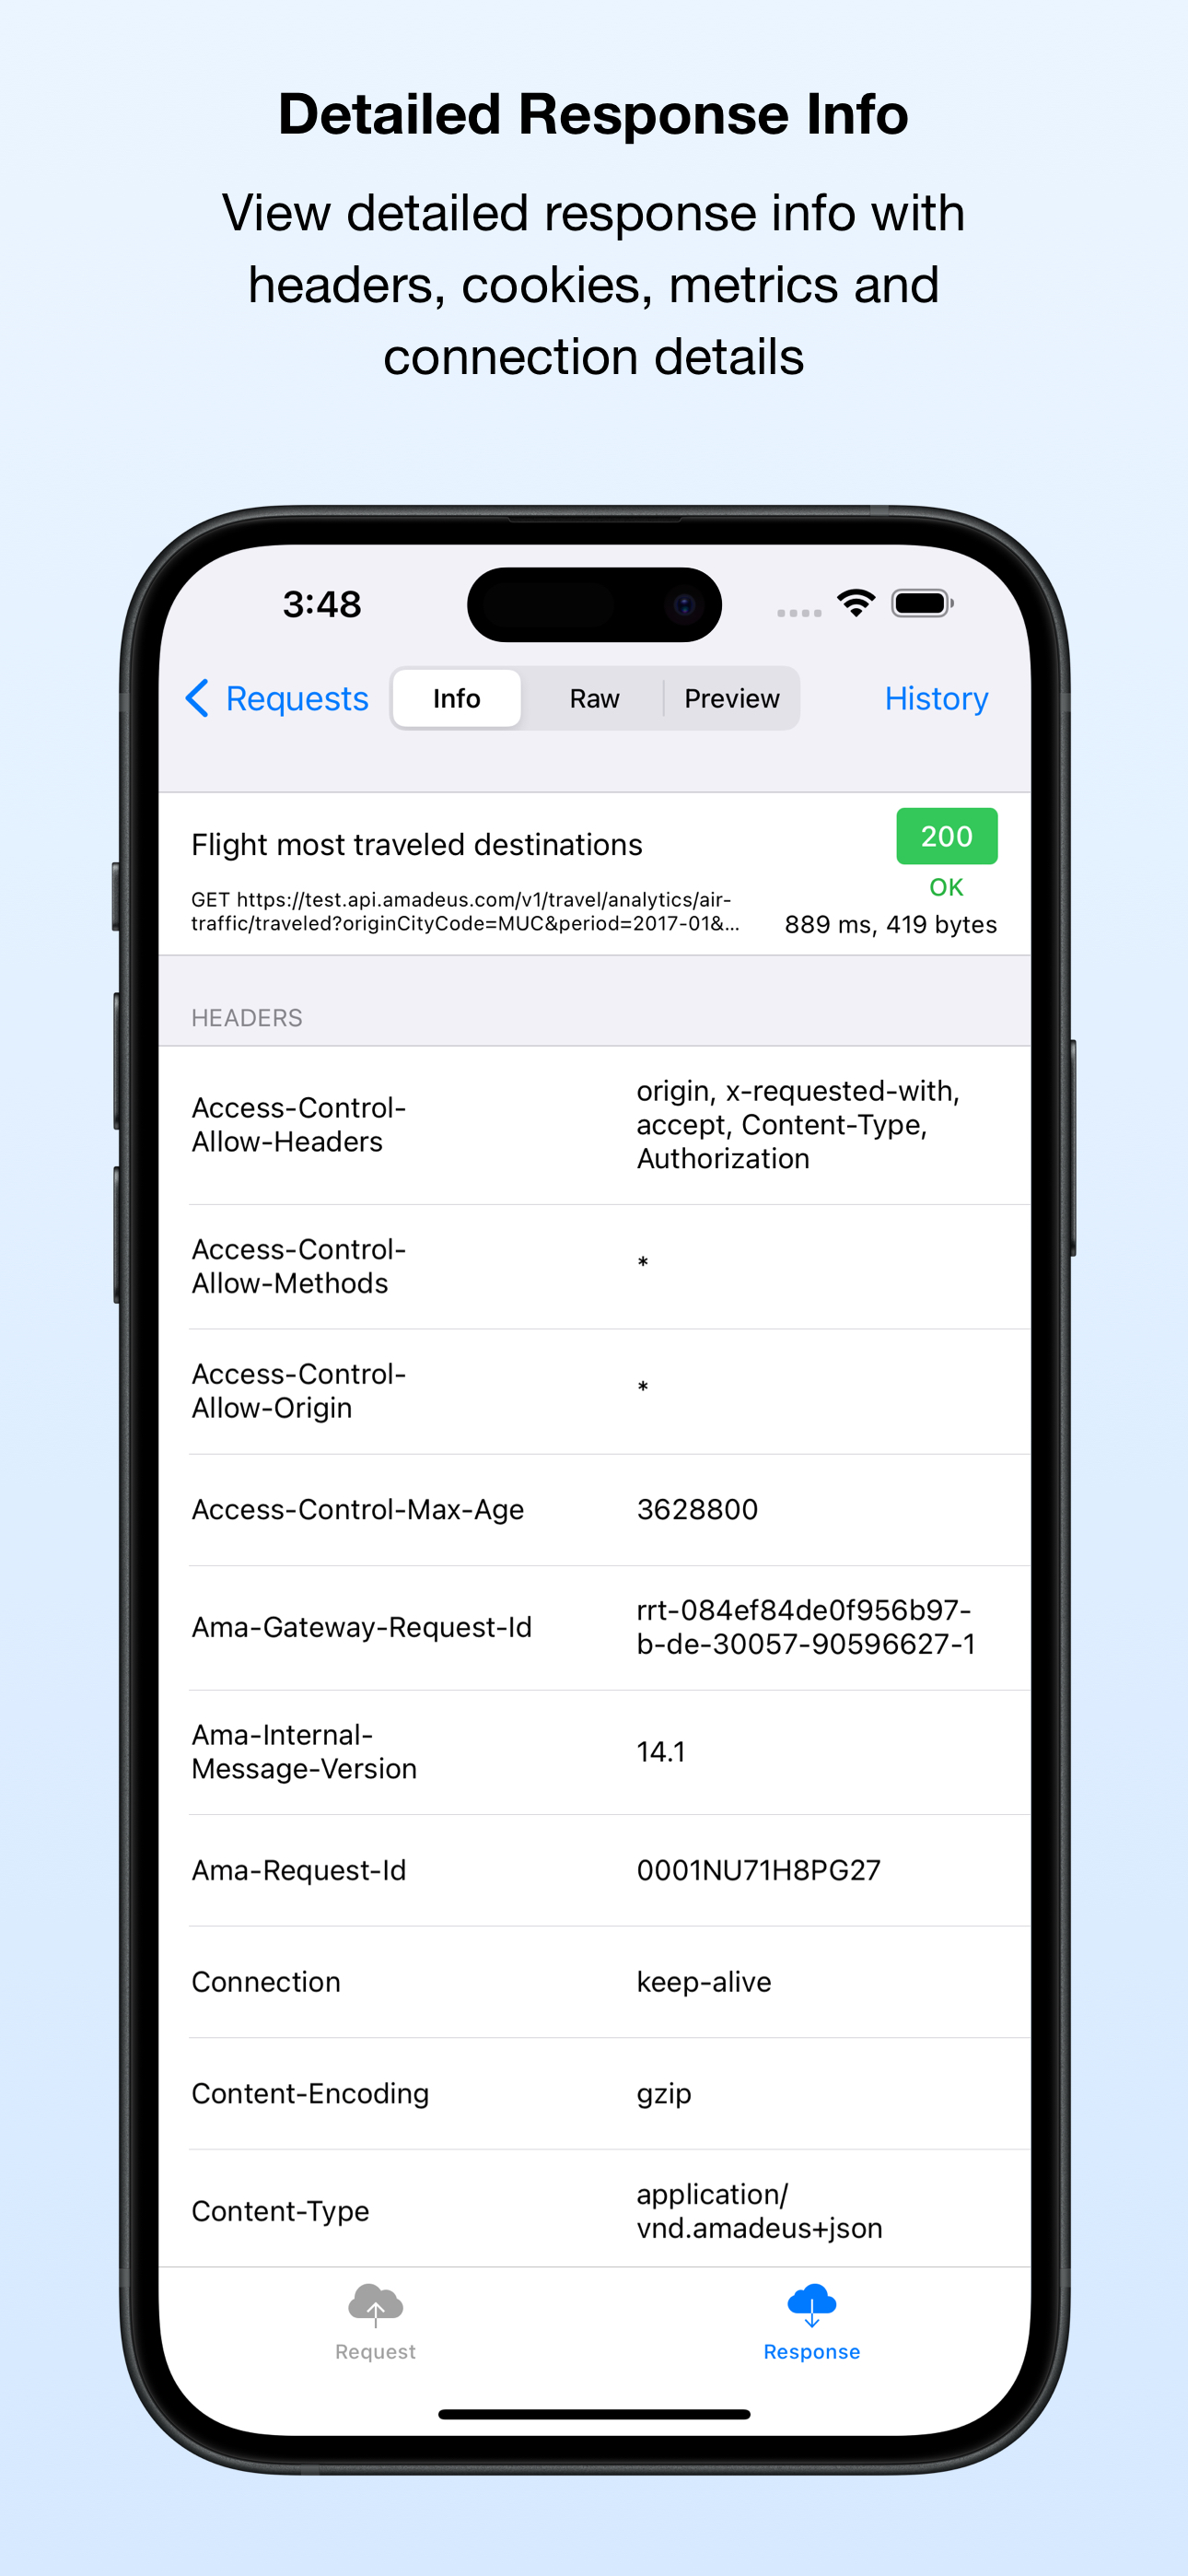 Detailed Response Info
View detailed response info with
headers, cookies, metrics and
connection details
3:48
Requests
Info
Raw
Preview
History
Flight most traveled destinations
200
OK
GET https://test.api.amadeus.com/v1/travel/analytics/air-
traffic/traveled?originCityCode=MUC&period=2017-01&...
889 ms, 419 bytes
HEADERS
Access-Control-
Allow-Headers
origin, x-requested-with,
accept, Content-Type,
Authorization
Access-Control-
Allow-Methods
*
Access-Control-
Allow-Origin
*
Access-Control-Max-Age
3628800
Ama-Gateway-Request-Id
rrt-084ef84de0f956b97-
b-de-30057-90596627-1
Ama-Internal-
Message-Version
14.1
Ama-Request-Id
0001NU71H8PG27
Connection
keep-alive
Content-Encoding
gzip
Content-Type
application/
vnd.amadeus+json
Request
Response